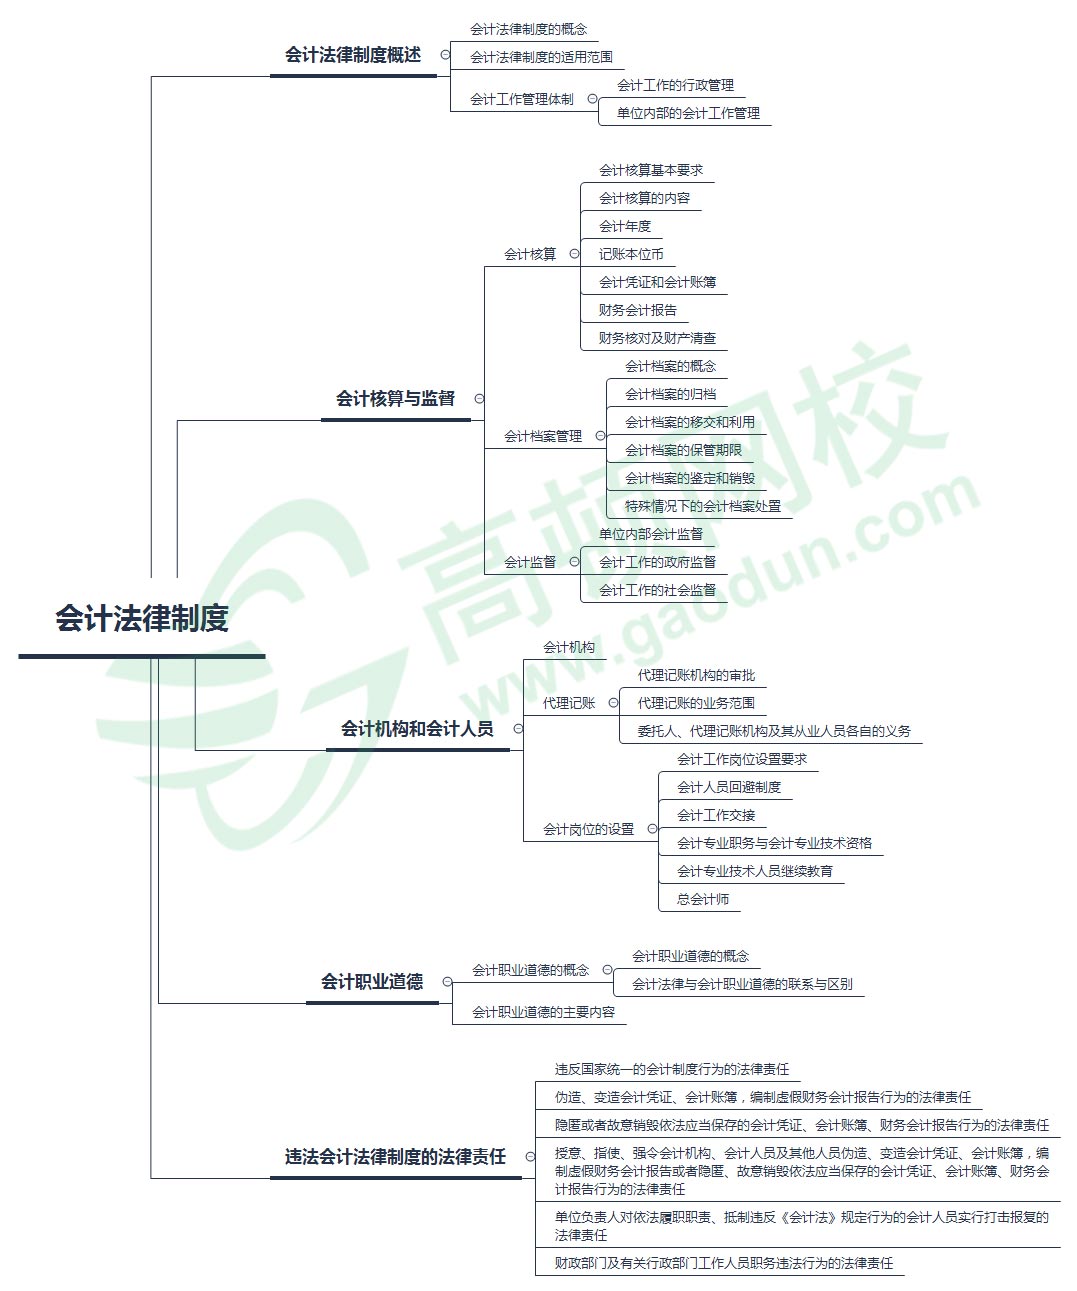 会计法律制度概述
会计法律制度的概念
会计法律制度的适用范围
会计工作管理体制
会计工作的行政管理
单位内部的会计工作管理
会计核算与监督
会计核算
会计核算基本要求
会计核算的内容
会计年度
记账本位币
会计凭证和会计账簿
财务会计报告
财务核对及财产清查
会计档案管理
会计档案的概念
会计档案的归档
会计档案的移交和利用
会计档案的保管期限
会计档案的鉴定和销毁
特殊情况下的会计档案处置
会计监督
单位内部会计监督
会计工作的政府监督
会计工作的社会监督
会计法律制度
会计机构和会计人员
会计机构
代理记账
代理记账机构的审批
代理记账的业务范围
委托人、代理记账机构及其从业人员各自的义务
会计岗位的设置
会计工作岗位设置要求
会计人员回避制度
会计工作交接
会计专业职务与会计专业技术资格
会计专业技术人员继续教育
总会计师
会计职业道德
会计职业道德的概念
会计职业道德的概念
会计法律与会计职业道德的联系与区别
会计职业道德的主要内容
违法会计法律制度的法律责任
违反国家统一的会计制度行为的法律责任
伪造、变造会计凭证、会计账簿，编制虚假财务会计报告行为的法律责任
隐匿或者故意销毁依法应当保存的会计凭证、会计账簿、财务会计报告行为的法律责任
授意、指使、强令会计机构、会计人员及其他人员伪造、变造会计凭证、会计账簿，编
制虚假财务会计报告或者隐匿、故意销毁依法应当保存的会计凭证、会计账簿、财务会
计报告行为的法律责任
单位负责人对依法履职职责、抵制违反《会计法》规定行为的会计人员实行打击报复的
法律责任
财政部门及有关行政部门工作人员职务违法行为的法律责任
高顿网校
www.gaodun.com